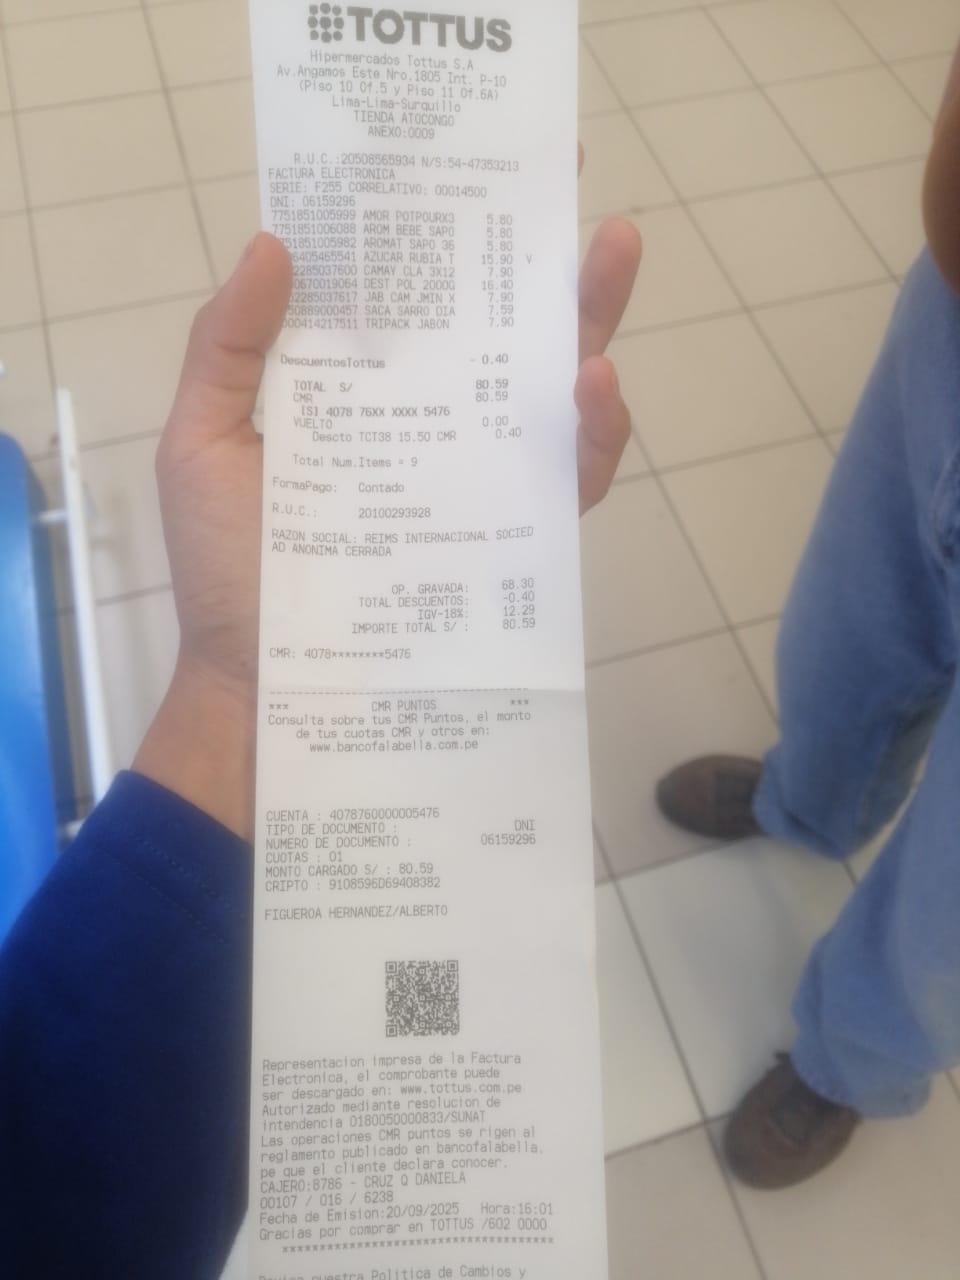 TOTTUS
Hipermercados Tottus S.A
Av.Angamos Este Nro.1805 Int. P-10
(Piso 10 Of.5 y Piso 11 Of.6A)
Lima-Lima-Surquillo
TIENDA ATOCONGO
ANEXO:0009
R.U.C.:20508565934 N/S:54-47353213
FACTURA ELECTRONICA
SERIE: F255 CORRELATIVO: 00014500
DNI: 06159296
7751851005999 AMOR POTPOURX3 5.80
7751851006088 AROM BEBE SAPO 5.80
751851005982 AROMAT SAPO 36 5.80
6405465541 AZUCAR RUBIA T 15.90 V
2285037600 CAMAY CLA 3X12 7.90
0670019064 DEST POL 2000G 16.40
2285037617 JAB CAM JMIN X 7.90
50889000457 SACA SARRO DIA 7.59
000414217511 TRIPACK JABON 7.90
DescuentosTottus - 0.40
TOTAL S/ 80.59
CMR 80.59
[S] 4078 76XX XXXX 5476
VUELTO 0.00
Descto TCT38 15.50 CMR 0.40
Total Num.Items = 9
FormaPago: Contado
R.U.C.: 20100293928
RAZON SOCIAL: REIMS INTERNACIONAL SOCIED
AD ANONIMA CERRADA
OP. GRAVADA: 68.30
TOTAL DESCUENTOS: -0.40
IGV-18%: 12.29
IMPORTE TOTAL S/ : 80.59
CMR: 4078********5476
*** CMR PUNTOS ***
Consulta sobre tus CMR Puntos, el monto
de tus cuotas CMR y otros en:
www.bancofalabella.com.pe
CUENTA : 4078760000005476
TIPO DE DOCUMENTO : DNI
NUMERO DE DOCUMENTO : 06159296
CUOTAS : 01
MONTO CARGADO S/ : 80.59
CRIPTO : 9108596D69408382
FIGUEROA HERNANDEZ/ALBERTO
Representacion impresa de la Factura
Electronica, el comprobante puede
ser descargado en: www.tottus.com.pe
Autorizado mediante resolucion de
intendencia 0180050000833/SUNAT
Las operaciones CMR puntos se rigen al
reglamento publicado en bancofalabella.
pe que el cliente declara conocer.
CAJERO:8786 - CRUZ Q DANIELA
00107 / 016 / 6238
Fecha de Emision:20/09/2025 Hora:16:01
Gracias por comprar en TOTTUS /602 0000
***************************************
nuestra Politica de Cambios y